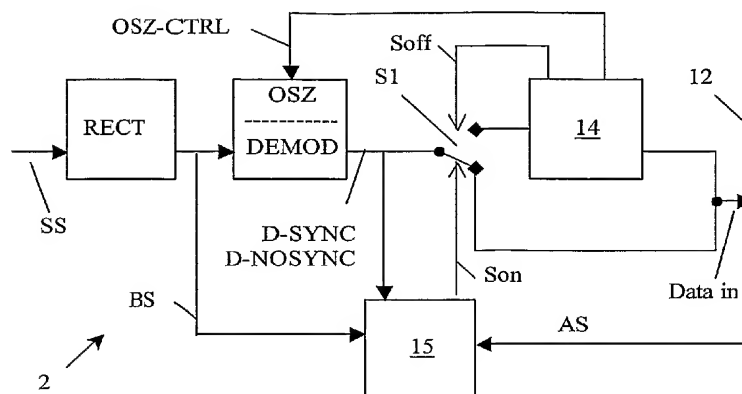 OSZ-CTRL
Soff
S1
12
RECT
OSZ
DEMOD
14
SS
D-SYNC
D-NOSYNC
Son
Data in
BS
AS
15
2